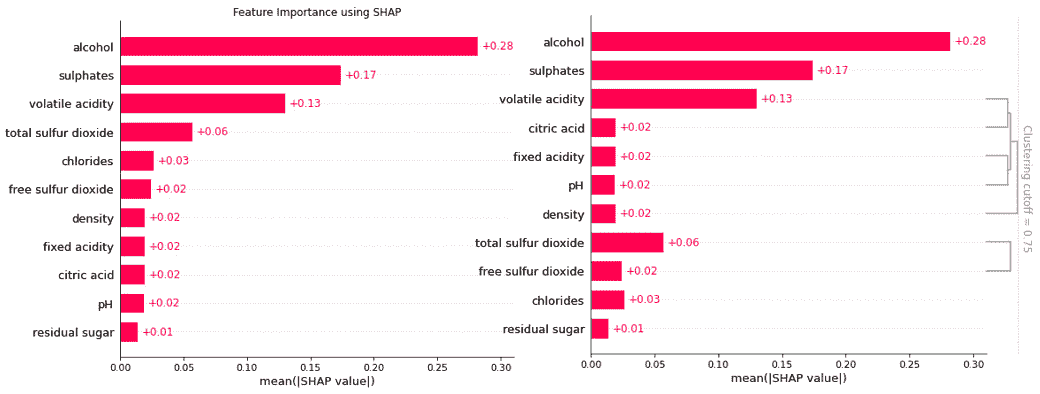 Feature Importance using SHAP
alcohol +0.28
sulphates +0.17
volatile acidity +0.13
total sulfur dioxide +0.06
chlorides +0.03
free sulfur dioxide +0.02
density +0.02
fixed acidity +0.02
citric acid +0.02
pH +0.02
residual sugar +0.01
0.00 0.05 0.10 0.15 0.20 0.25 0.30
mean(|SHAP value|)
alcohol +0.28
sulphates +0.17
volatile acidity +0.13
citric acid +0.02
fixed acidity +0.02
pH +0.02
density +0.02
total sulfur dioxide +0.06
free sulfur dioxide +0.02
chlorides +0.03
residual sugar +0.01
0.00 0.05 0.10 0.15 0.20 0.25 0.30
mean(|SHAP value|)
Clustering cutoff = 0.75